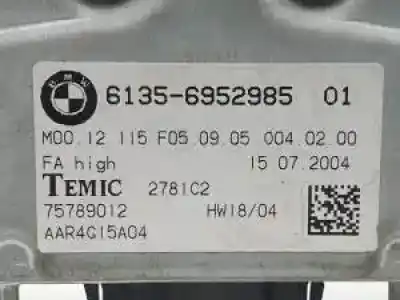 BMW
6135-6952985 01
M00.12 115 F05.09.05 004.02.00
FA high 15 07.2004
TEMIC 2781C2
75789012 HW18/04
AAR4G15A04